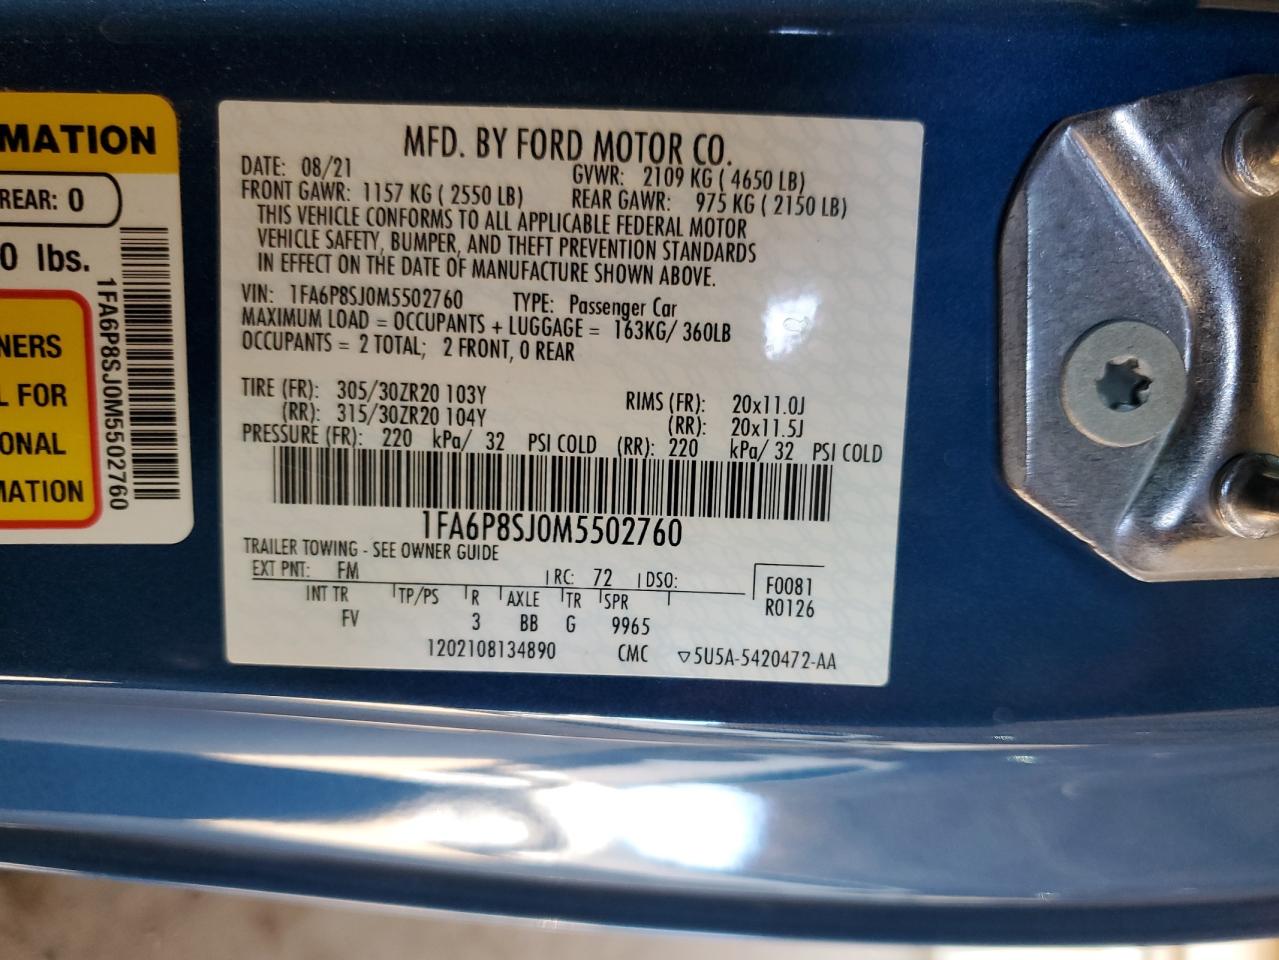 MATION
REAR: 0
0 lbs.
NERS
L FOR
ONAL
MATION
1FA6P8SJ0M5502760
MFD. BY FORD MOTOR CO.
DATE: 08/21 GVWR: 2109 KG ( 4650 LB)
FRONT GAWR: 1157 KG ( 2550 LB) REAR GAWR: 975 KG ( 2150 LB)
THIS VEHICLE CONFORMS TO ALL APPLICABLE FEDERAL MOTOR
VEHICLE SAFETY, BUMPER, AND THEFT PREVENTION STANDARDS
IN EFFECT ON THE DATE OF MANUFACTURE SHOWN ABOVE.
VIN: 1FA6P8SJ0M5502760 TYPE: Passenger Car
MAXIMUM LOAD = OCCUPANTS + LUGGAGE = 163KG/ 360LB
OCCUPANTS = 2 TOTAL; 2 FRONT, 0 REAR
TIRE (FR): 305/30ZR20 103Y RIMS (FR): 20x11.0J
(RR): 315/30ZR20 104Y (RR): 20x11.5J
PRESSURE (FR): 220 kPa/ 32 PSI COLD (RR): 220 kPa/ 32 PSI COLD
1FA6P8SJ0M5502760
TRAILER TOWING - SEE OWNER GUIDE
EXT PNT: FM RC: 72 DSO: F0081
INT TR TP/PS R AXLE TR SPR R0126
FV 3 BB G 9965
1202108134890 CMC ▽5U5A-5420472-AA